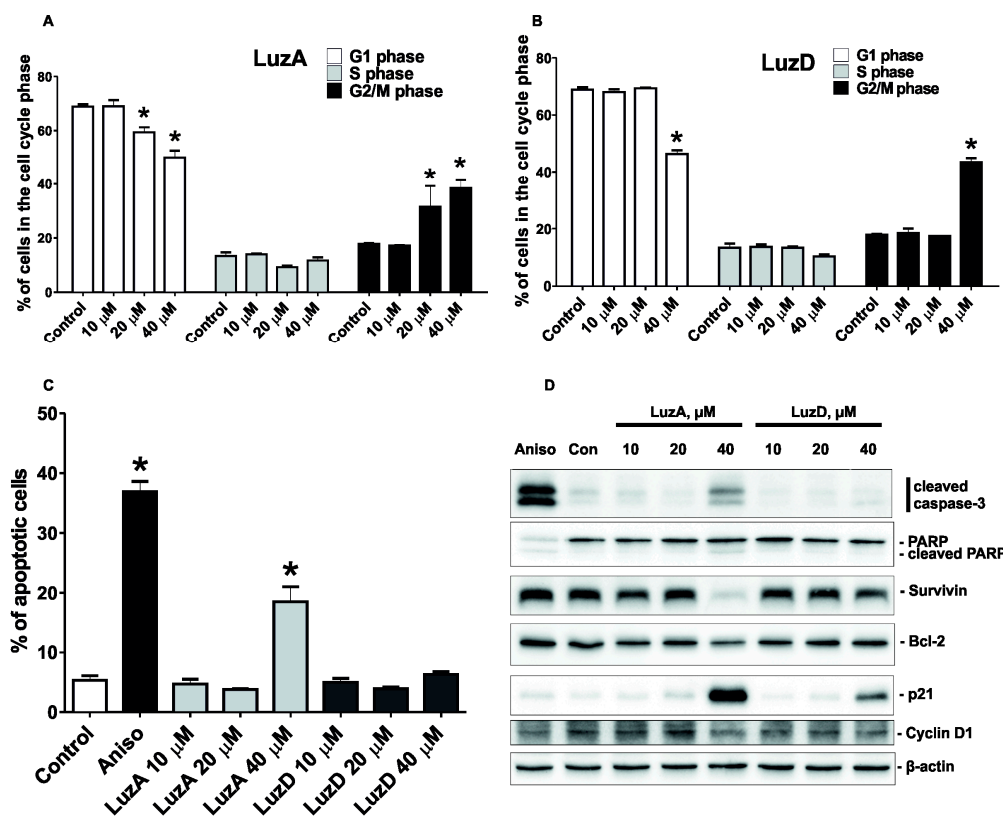 A
LuzA
G1 phase
S phase
G2/M phase
% of cells in the cell cycle phase
80
60
40
20
0
* * * *
Control 10 µM 20 µM 40 µM Control 10 µM 20 µM 40 µM Control 10 µM 20 µM 40 µM
B
LuzD
G1 phase
S phase
G2/M phase
% of cells in the cell cycle phase
80
60
40
20
0
* *
Control 10 µM 20 µM 40 µM Control 10 µM 20 µM 40 µM Control 10 µM 20 µM 40 µM
C
% of apoptotic cells
50
40
30
20
10
0
* *
Control Aniso LuzA 10 µM LuzA 20 µM LuzA 40 µM LuzD 10 µM LuzD 20 µM LuzD 40 µM
D
LuzA, µM LuzD, µM
Aniso Con 10 20 40 10 20 40
cleaved
caspase-3
- PARP
- cleaved PARP
- Survivin
- Bcl-2
- p21
- Cyclin D1
- β-actin